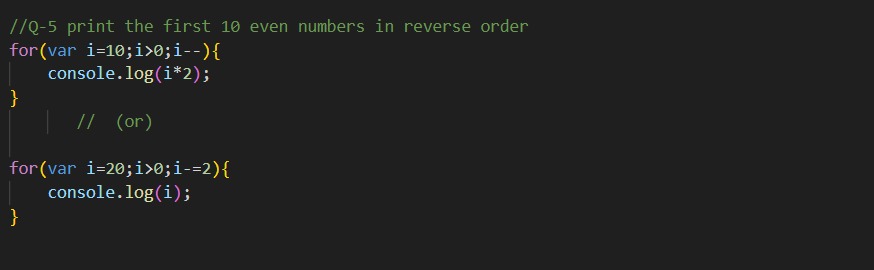 //Q-5 print the first 10 even numbers in reverse order
for(var i=10;i>0;i--){
    console.log(i*2);
}
       //  (or)
for(var i=20;i>0;i-=2){
    console.log(i);
}